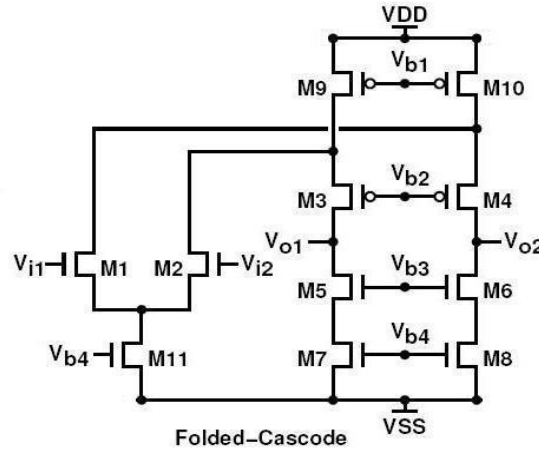 VDD
Vb1
M9
M10
Vb2
M3
M4
Vo1
Vo2
Vi1
M1
M2
Vi2
Vb3
M5
M6
Vb4
M11
M7
Vb4
M8
VSS
Folded-Cascode